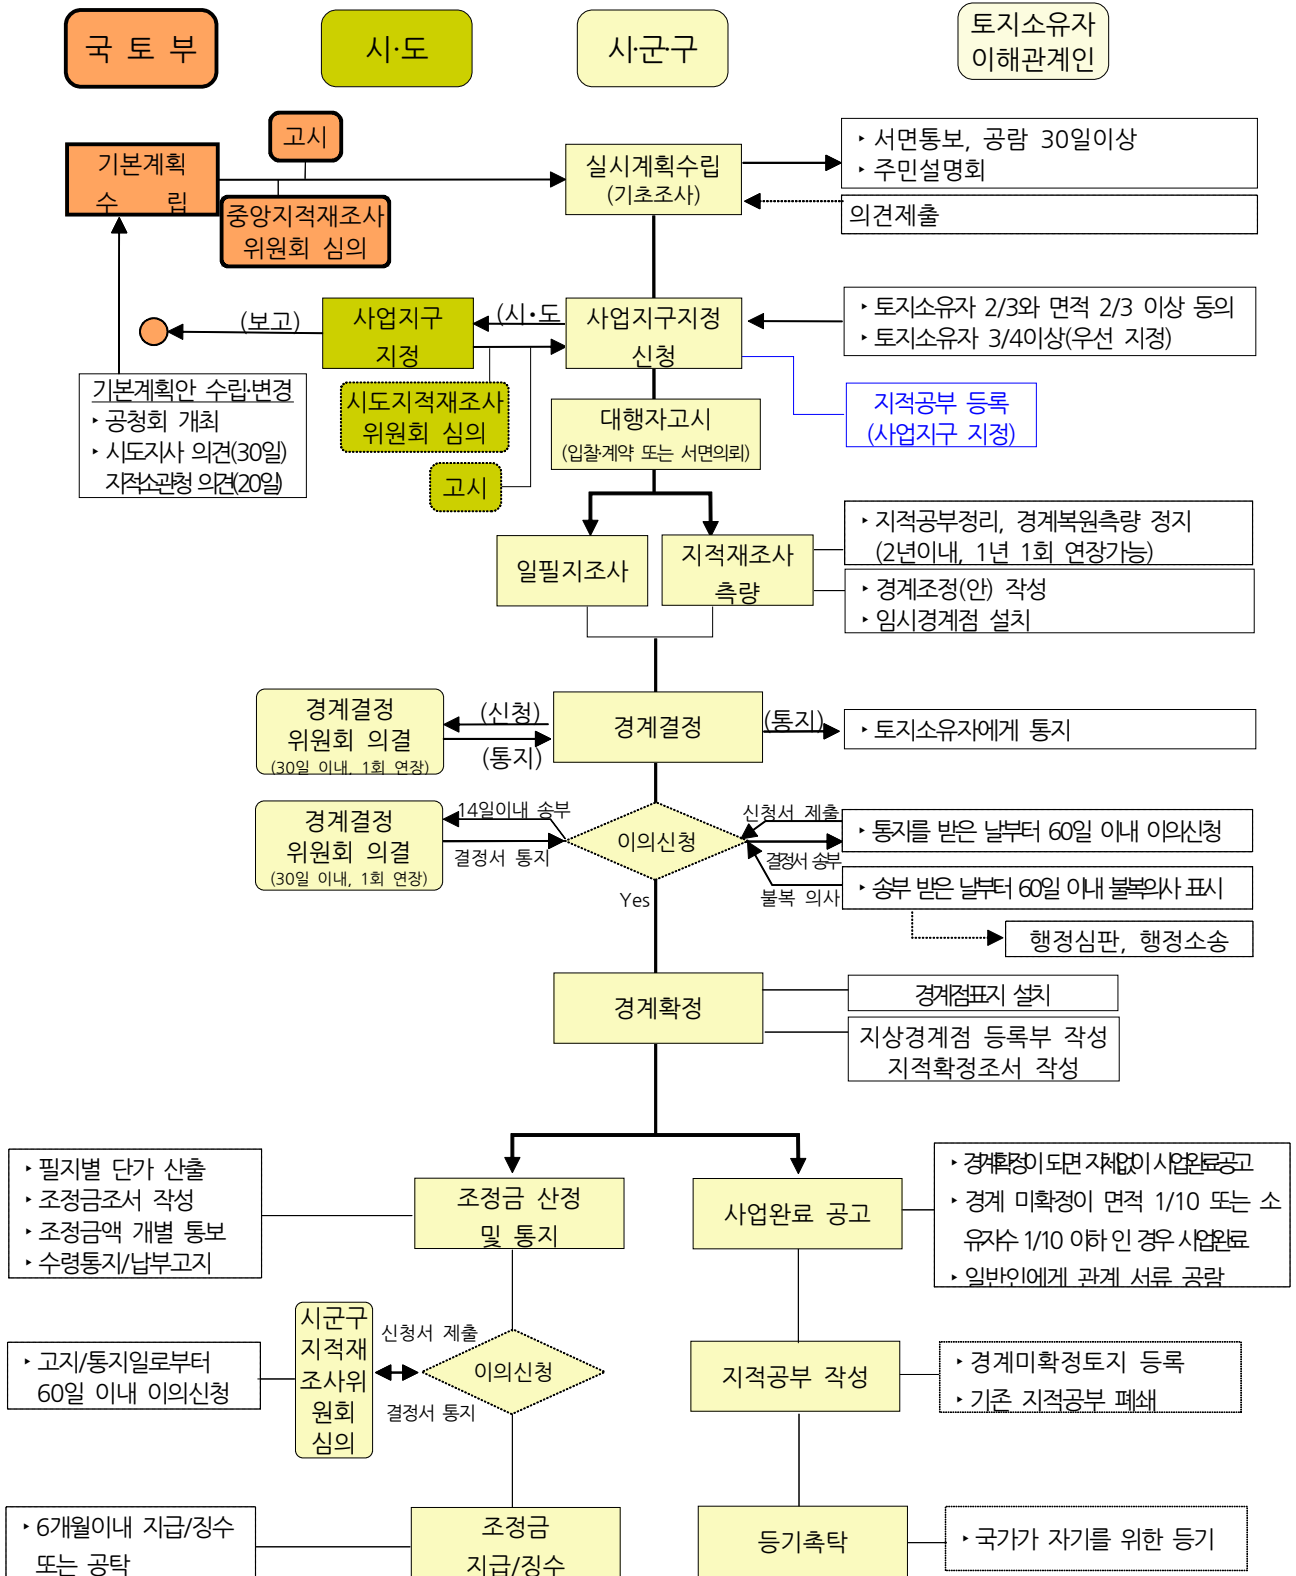 국 토 부
시·도
시·군·구
토지소유자
이해관계인
고시
기본계획
수 립
중앙지적재조사
위원회 심의
실시계획수립
(기초조사)
‣ 서면통보, 공람 30일이상
‣ 주민설명회
의견제출
(보고)
사업지구
지정
(시·도
사업지구지정
신청
‣ 토지소유자 2/3와 면적 2/3 이상 동의
‣ 토지소유자 3/4이상(우선 지정)
기본계획안 수립·변경
‣ 공청회 개최
‣ 시도지사 의견(30일)
지적소관청 의견(20일)
시도지적재조사
위원회 심의
고시
대행자고시
(입찰계약 또는 서면의뢰)
지적공부 등록
(사업지구 지정)
일필지조사
지적재조사
측량
‣ 지적공부정리, 경계복원측량 정지
(2년이내, 1년 1회 연장가능)
‣ 경계조정(안) 작성
‣ 임시경계점 설치
경계결정
위원회 의결
(30일 이내, 1회 연장)
(신청)
(통지)
경계결정
(통지)
‣ 토지소유자에게 통지
경계결정
위원회 의결
(30일 이내, 1회 연장)
14일이내 송부
결정서 통지
이의신청
신청서 제출
결정서 송부
불복 의사
‣ 통지를 받은 날부터 60일 이내 이의신청
‣ 송부 받은 날부터 60일 이내 불복의사 표시
Yes
행정심판, 행정소송
경계확정
경계점표지 설치
지상경계점 등록부 작성
지적확정조서 작성
‣ 필지별 단가 산출
‣ 조정금조서 작성
‣ 조정금액 개별 통보
‣ 수령통지/납부고지
조정금 산정
및 통지
사업완료 공고
‣ 경계확정이 되면 지체없이 사업완료공고
‣ 경계 미확정이 면적 1/10 또는 소
유자수 1/10 이하 인 경우 사업완료
‣ 일반인에게 관계 서류 공람
‣ 고지/통지일로부터
60일 이내 이의신청
시군구
지적재
조사위
원회
심의
신청서 제출
결정서 통지
이의신청
지적공부 작성
‣ 경계미확정토지 등록
‣ 기존 지적공부 폐쇄
‣ 6개월이내 지급/징수
또는 공탁
조정금
지급/징수
등기촉탁
‣ 국가가 자기를 위한 등기